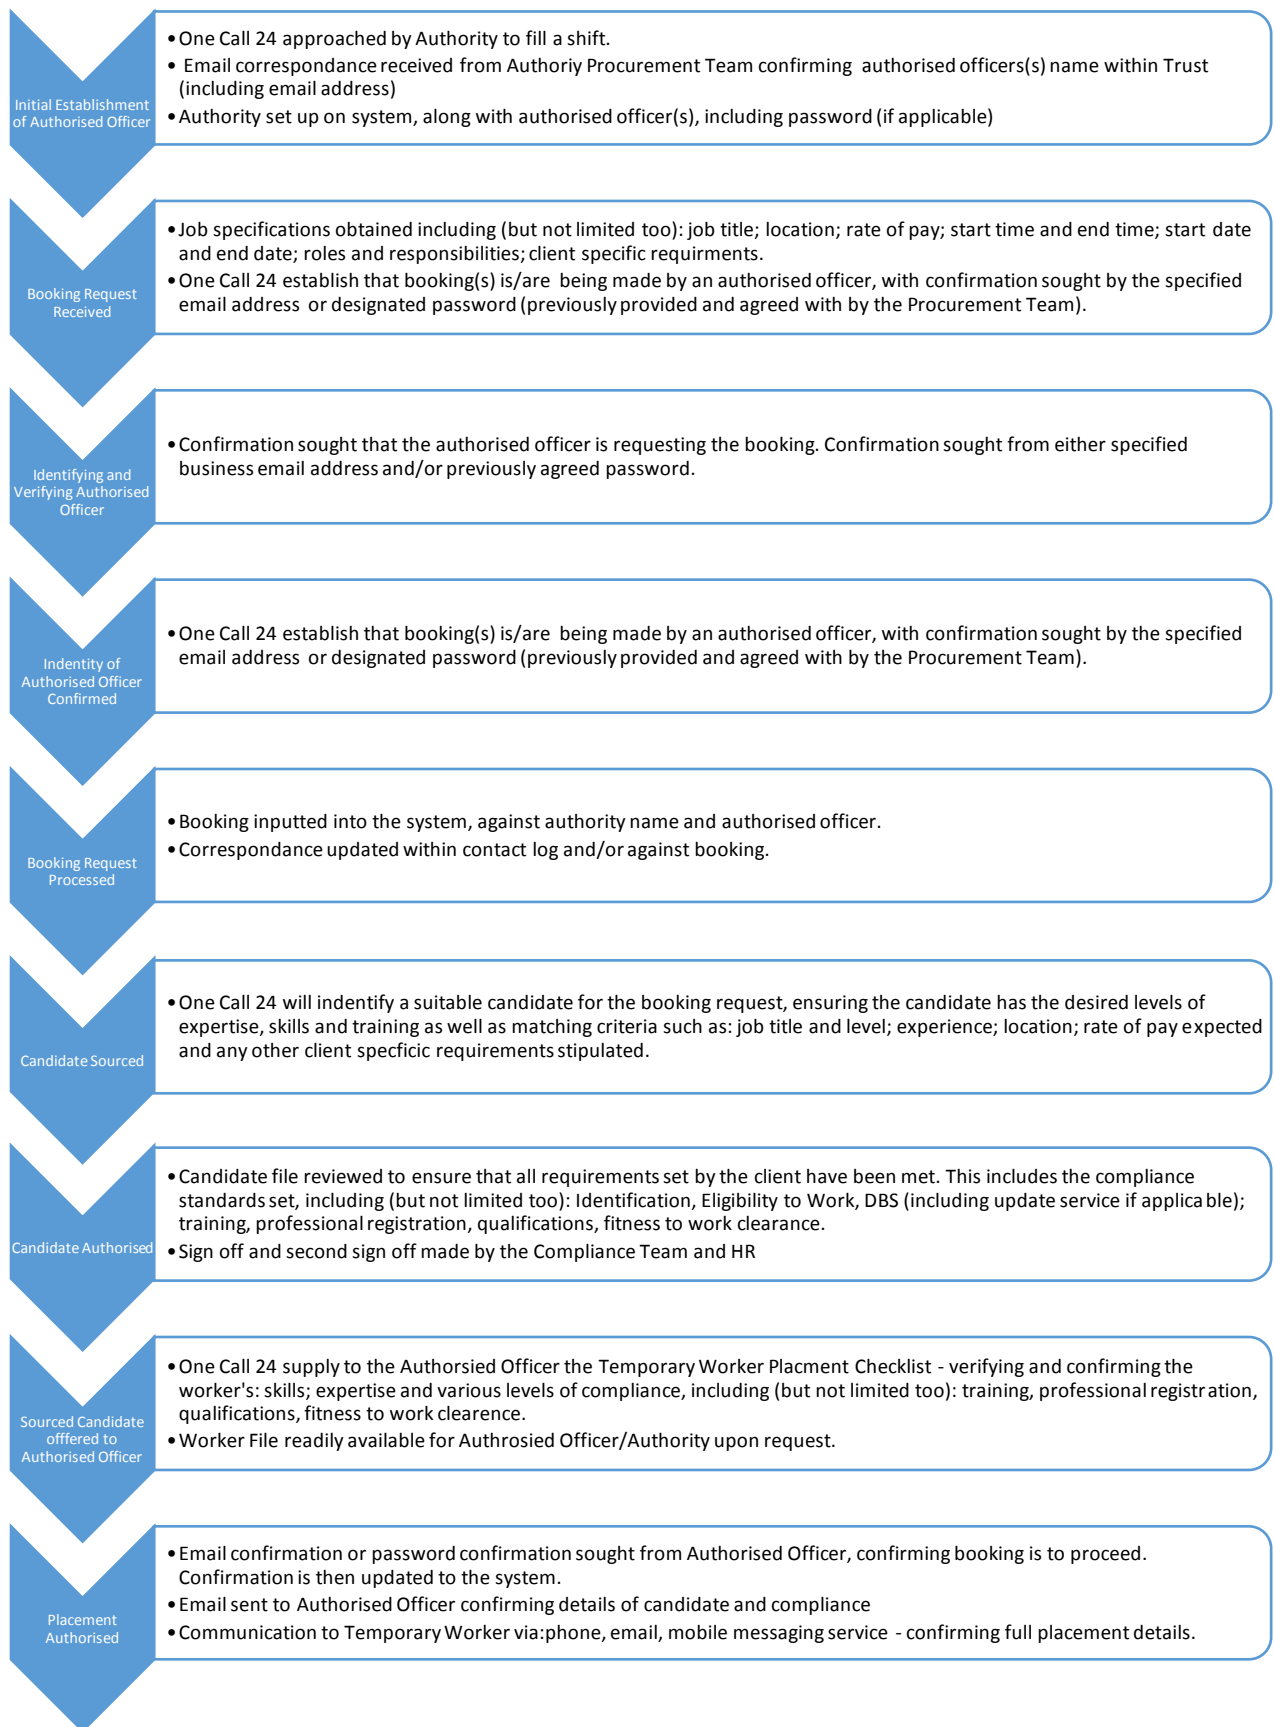 Initial Establishment
of Authorised Officer
•One Call 24 approached by Authority to fill a shift.
• Email correspondance received from Authoriy Procurement Team confirming authorised officers(s) name within Trust
(including email address)
•Authority set up on system, along with authorised officer(s), including password (if applicable)
Booking Request
Received
•Job specifications obtained including (but not limited too): job title; location; rate of pay; start time and end time; start date
and end date; roles and responsibilities; client specific requirments.
•One Call 24 establish that booking(s) is/are being made by an authorised officer, with confirmation sought by the specified
email address or designated password (previously provided and agreed with by the Procurement Team).
Identifying and
Verifying Authorised
Officer
•Confirmation sought that the authorised officer is requesting the booking. Confirmation sought from either specified
business email address and/or previously agreed password.
Indentity of
Authorised Officer
Confirmed
•One Call 24 establish that booking(s) is/are being made by an authorised officer, with confirmation sought by the specified
email address or designated password (previously provided and agreed with by the Procurement Team).
Booking Request
Processed
•Booking inputted into the system, against authority name and authorised officer.
•Correspondance updated within contact log and/or against booking.
Candidate Sourced
•One Call 24 will indentify a suitable candidate for the booking request, ensuring the candidate has the desired levels of
expertise, skills and training as well as matching criteria such as: job title and level; experience; location; rate of pay expected
and any other client specficic requirements stipulated.
Candidate Authorised
•Candidate file reviewed to ensure that all requirements set by the client have been met. This includes the compliance
standards set, including (but not limited too): Identification, Eligibility to Work, DBS (including update service if applicable);
training, professional registration, qualifications, fitness to work clearance.
•Sign off and second sign off made by the Compliance Team and HR
Sourced Candidate
offfered to
Authorised Officer
•One Call 24 supply to the Authorsied Officer the Temporary Worker Placment Checklist - verifying and confirming the
worker's: skills; expertise and various levels of compliance, including (but not limited too): training, professional registration,
qualifications, fitness to work clearence.
•Worker File readily available for Authrosied Officer/Authority upon request.
Placement
Authorised
•Email confirmation or password confirmation sought from Authorised Officer, confirming booking is to proceed.
Confirmation is then updated to the system.
•Email sent to Authorised Officer confirming details of candidate and compliance
•Communication to Temporary Worker via:phone, email, mobile messaging service - confirming full placement details.